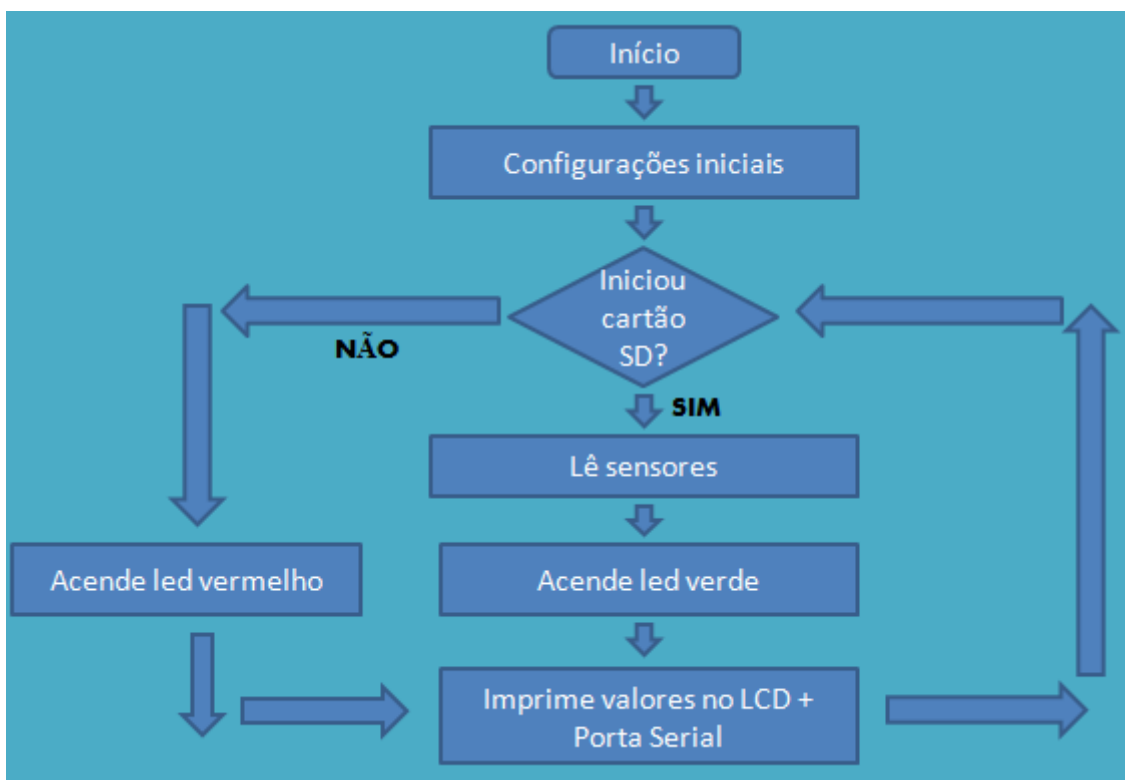 Início
Configurações iniciais
Iniciou
cartão
SD?
NÃO
SIM
Lê sensores
Acende led vermelho
Acende led verde
Imprime valores no LCD +
Porta Serial